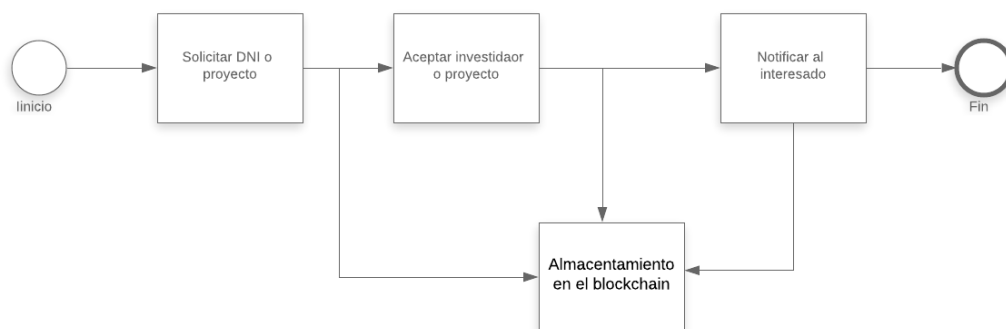 Solicitar DNI o
proyecto
Aceptar investidaor
o proyecto
Notificar al
interesado
Iinicio
Fin
Almacentamiento
en el blockchain